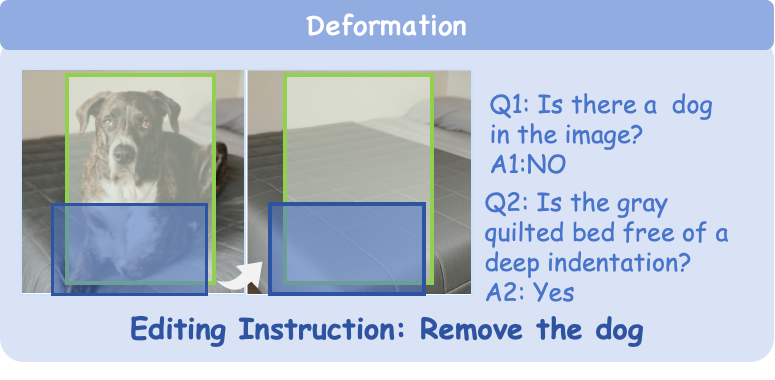 Deformation
Q1: Is there a dog
in the image?
A1:NO
Q2: Is the gray
quilted bed free of a
deep indentation?
A2: Yes
Editing Instruction: Remove the dog